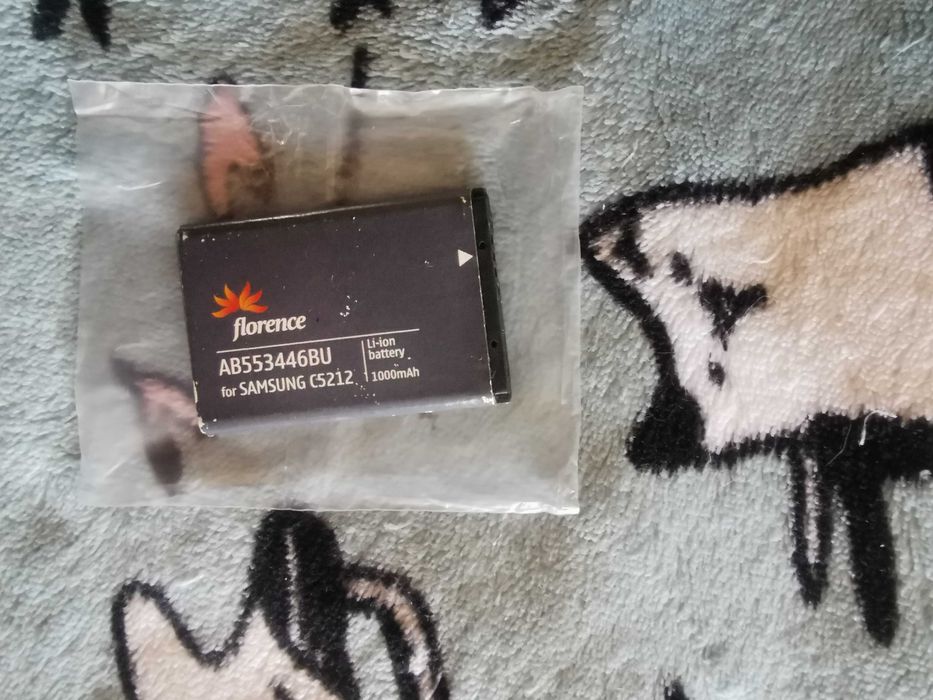 florence
AB553446BU
for SAMSUNG C5212
Li-ion
battery
1000mAh